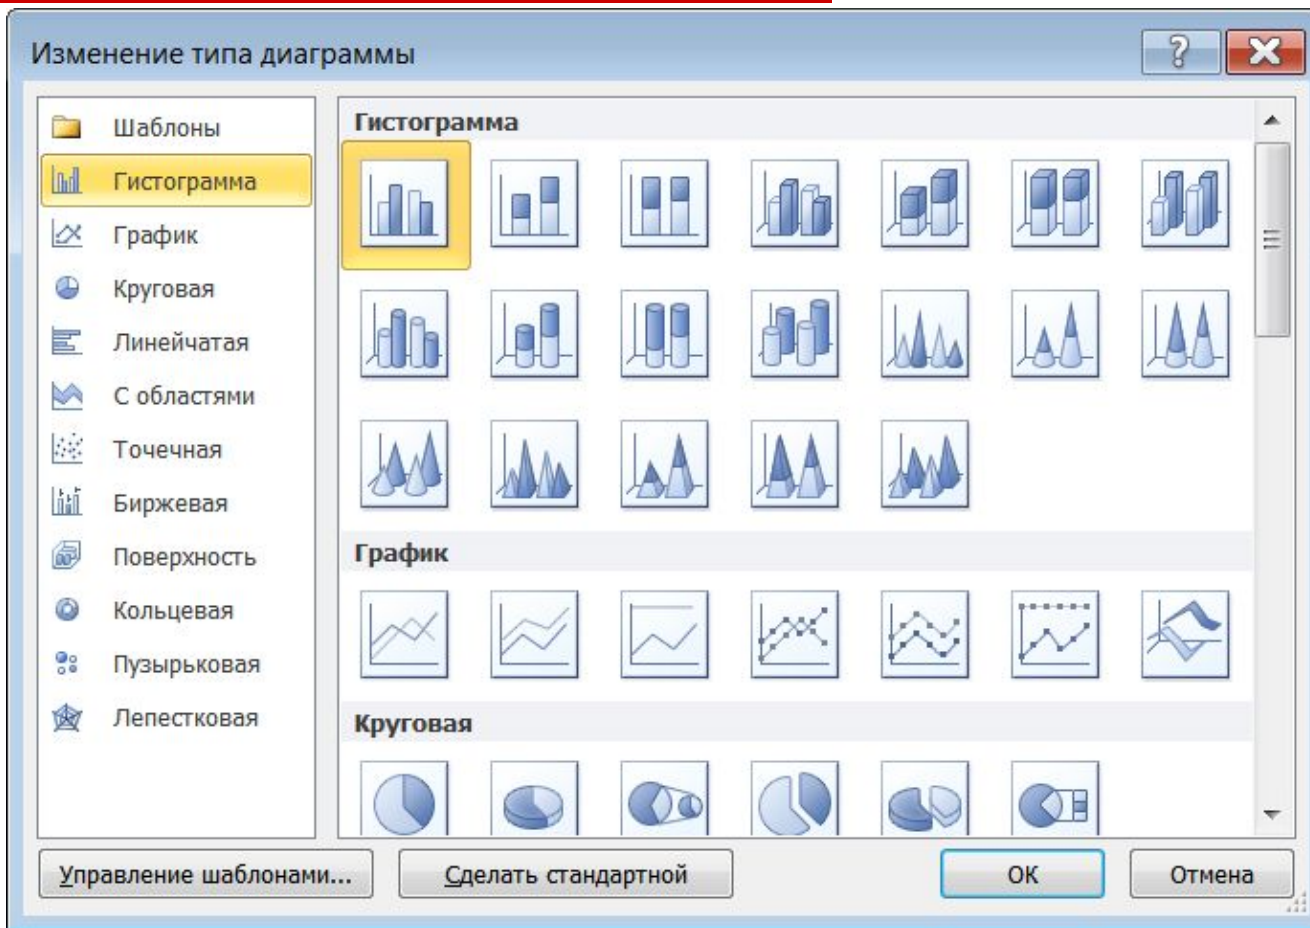 Изменение типа диаграммы
Шаблоны
Гистограмма
График
Круговая
Линейчатая
С областями
Точечная
Биржевая
Поверхность
Кольцевая
Пузырьковая
Лепестковая
Гистограмма
График
Круговая
Управление шаблонами...
Сделать стандартной
ОК
Отмена